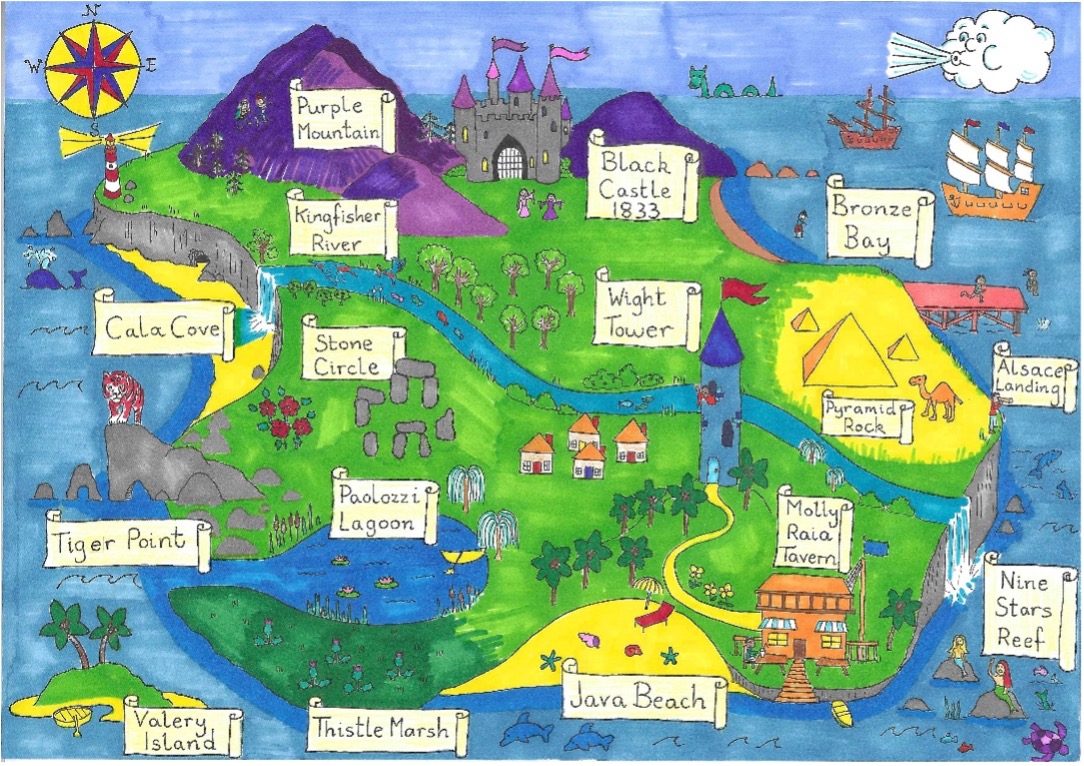 N
W E
S
Purple
Mountain
Black
Castle
1833
Kingfisher
River
Bronze
Bay
Cala Cove
Stone
Circle
Wight
Tower
Alsace
Landing
Pyramid
Rock
Paolozzi
Lagoon
Molly
Raia
Tavern
Tiger Point
Nine
Stars
Reef
Valery
Island
Thistle Marsh
Java Beach